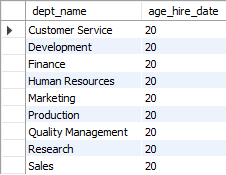 dept_name age_hire_date
Customer Service 20
Development 20
Finance 20
Human Resources 20
Marketing 20
Production 20
Quality Management 20
Research 20
Sales 20